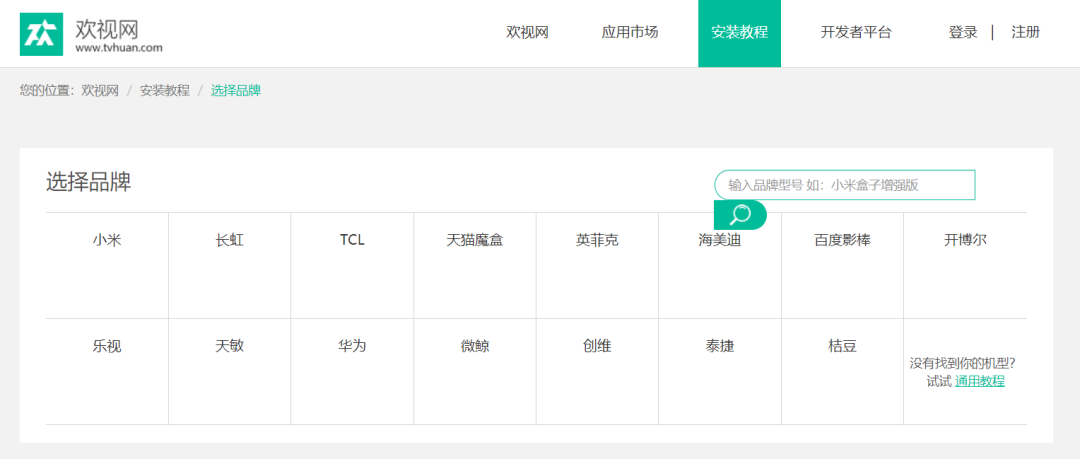 欢视网
www.tvhuan.com
欢视网 应用市场 安装教程 开发者平台 登录 | 注册
您的位置: 欢视网 / 安装教程 / 选择品牌
选择品牌
输入品牌型号 如: 小米盒子增强版
小米 长虹 TCL 天猫魔盒 英菲克 海美迪 百度影棒 开博尔
乐视 天敏 华为 微鲸 创维 泰捷 桔豆
没有找到你的机型?
试试 通用教程